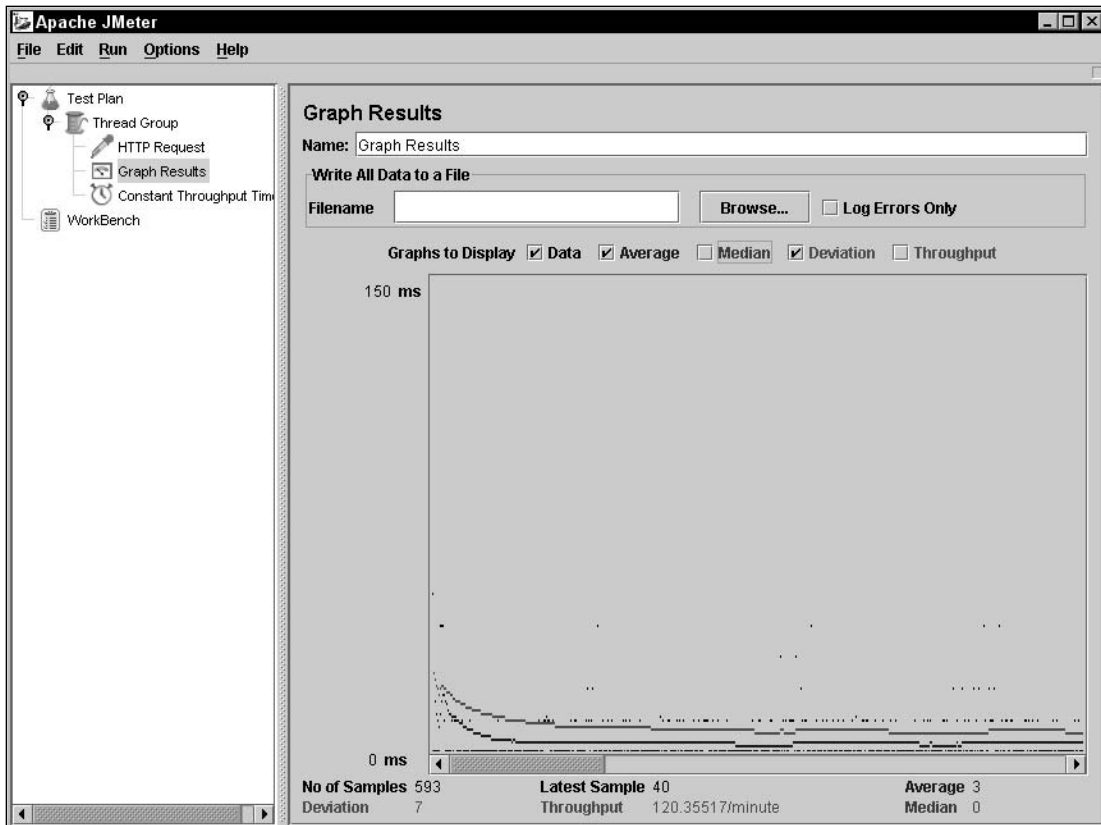 Apache JMeter
File Edit Run Options Help
Test Plan
Thread Group
HTTP Request
Graph Results
Constant Throughput Tim
WorkBench
Graph Results
Name: Graph Results
Write All Data to a File
Filename Browse... Log Errors Only
Graphs to Display Data Average Median Deviation Throughput
150 ms
0 ms
No of Samples 593 Latest Sample 40 Average 3
Deviation 7 Throughput 120.35517/minute Median 0